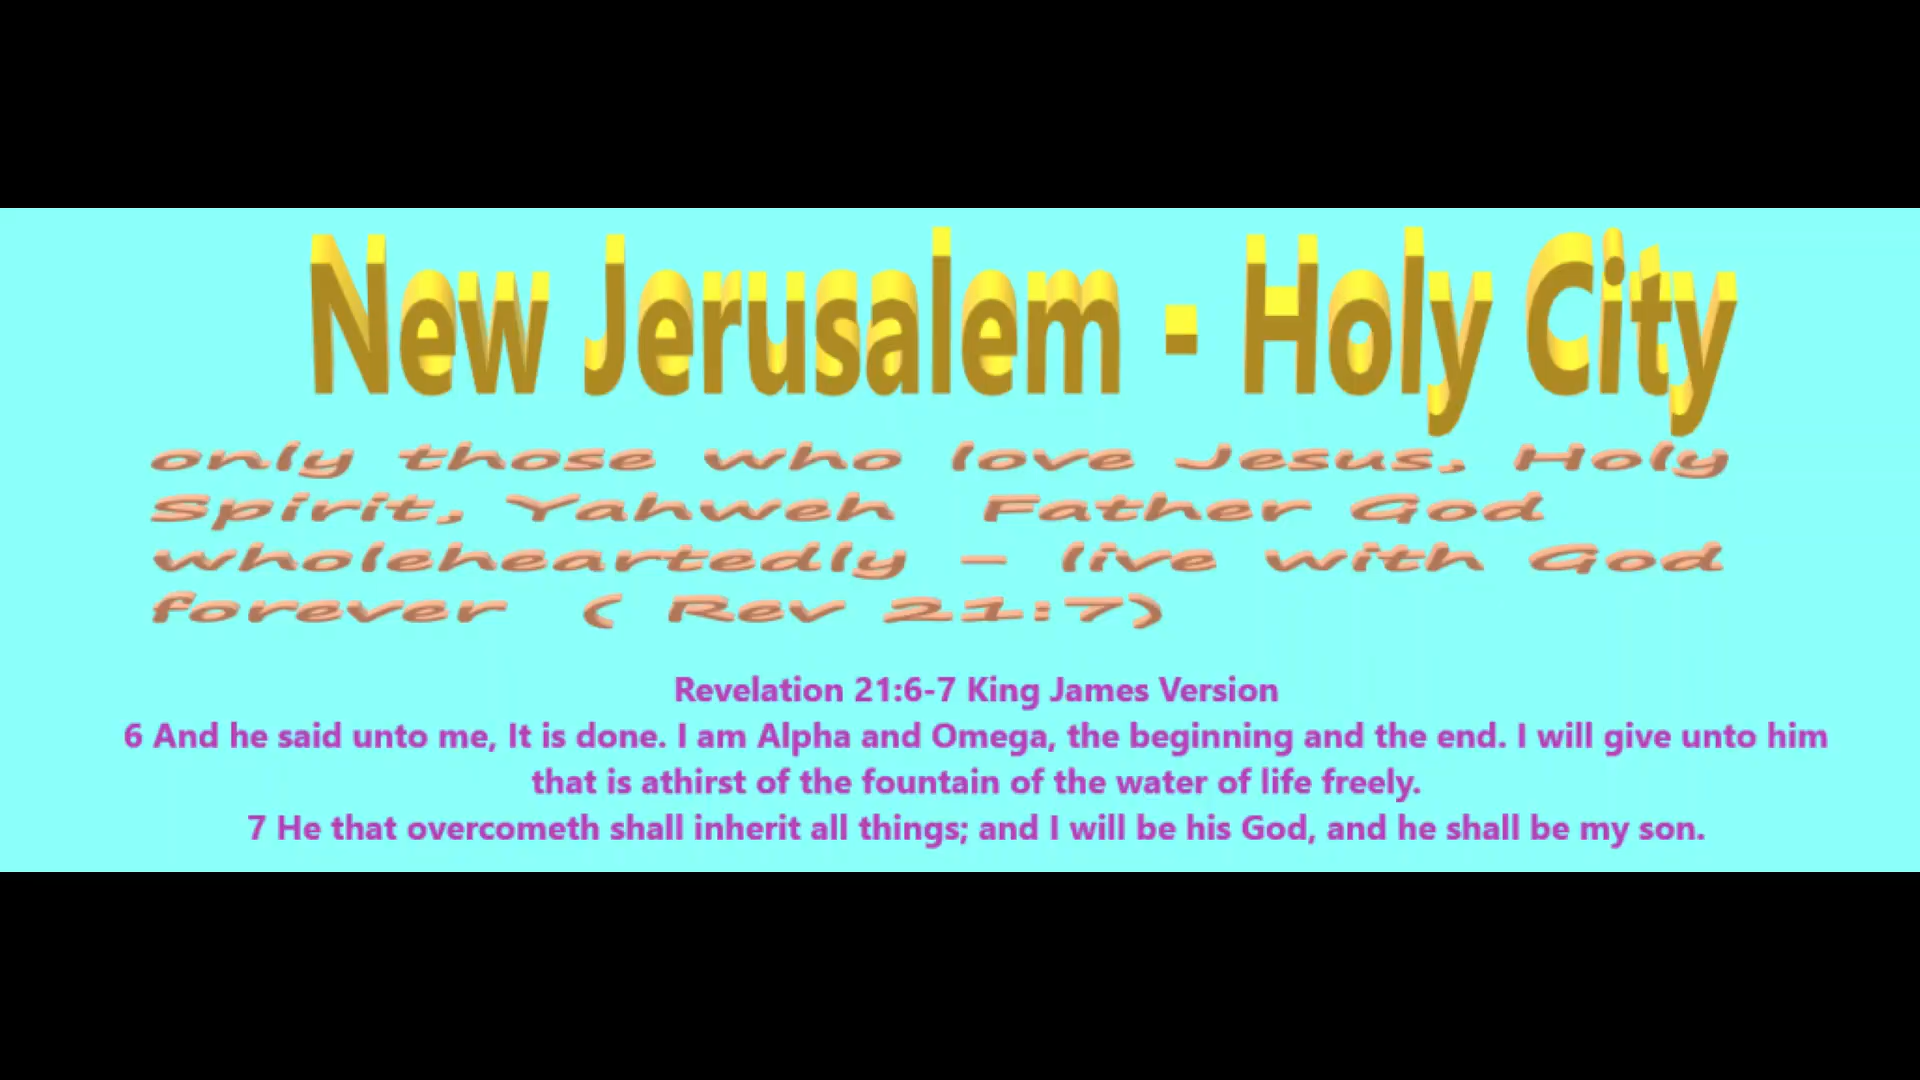 New Jerusalem - Holy City
only those who love Jesus, Holy
Spirit, Yahweh Father God
wholeheartedly - live with God
forever ( Rev 21:7)
Revelation 21:6-7 King James Version
6 And he said unto me, It is done. I am Alpha and Omega, the beginning and the end. I will give unto him
that is athirst of the fountain of the water of life freely.
7 He that overcometh shall inherit all things; and I will be his God, and he shall be my son.